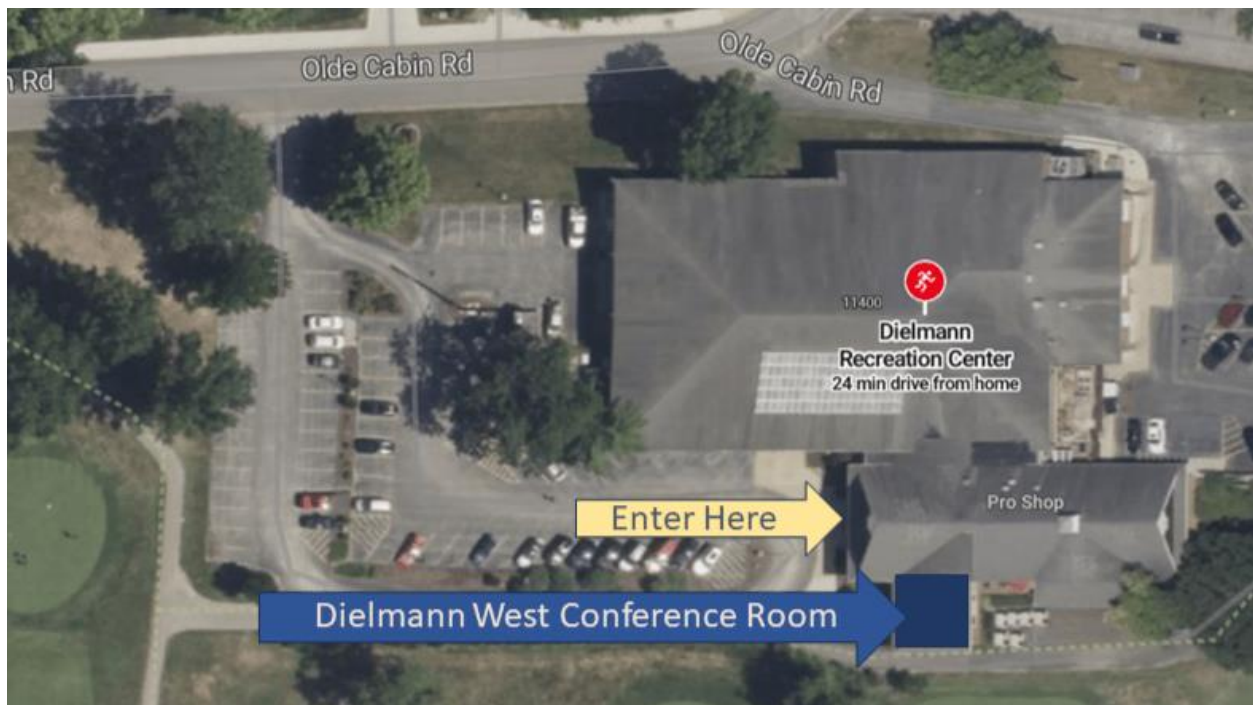 n Rd
Olde Cabin Rd
Olde Cabin Rd
11400
Dielmann
Recreation Center
24 min drive from home
Pro Shop
Enter Here
Dielmann West Conference Room